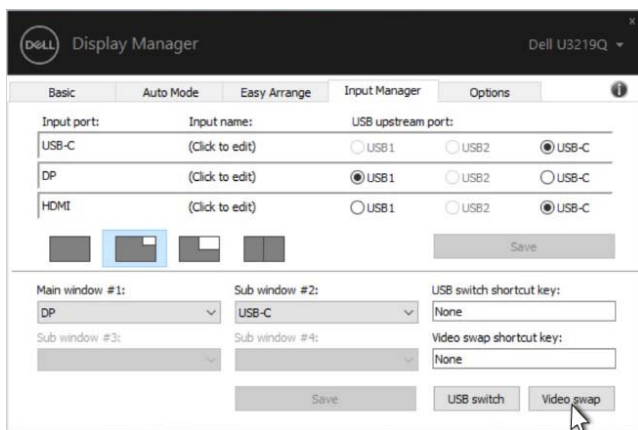 DELL Display Manager Dell U3219Q
Basic Auto Mode Easy Arrange Input Manager Options
Input port: Input name: USB upstream port:
USB-C (Click to edit) USB1 USB2 USB-C
DP (Click to edit) USB1 USB2 USB-C
HDMI (Click to edit) USB1 USB2 USB-C
Save
Main window #1: Sub window #2: USB switch shortcut key:
DP USB-C None
Sub window #3: Sub window #4: Video swap shortcut key:
None
Save USB switch Video swap